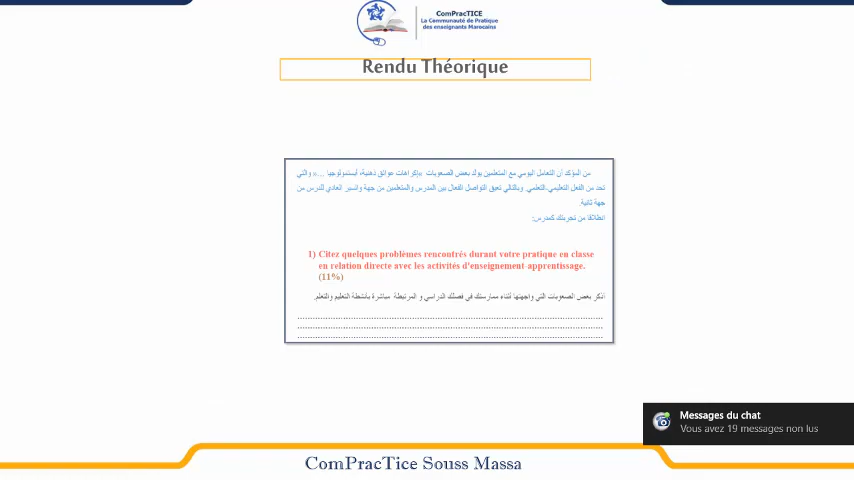 ComPracTICE
La Communauté de Pratique
des enseignants Marocains
Rendu Théorique
من المؤكد أن التعامل اليومي مع المتعلمين يولد بعض الصعوبات «إكراهات عوائق ذهنية، أبستمولوجيا ...» والتي
تحد من الفعل التعليمي-التعلمي. وبالتالي تعيق التواصل الفعال بين المدرس والمتعلمين من جهة والسير العادي للدرس من
جهة ثانية.
انطلاقا من تجربتك كمدرس:
1) Citez quelques problèmes rencontrés durant votre pratique en classe
en relation directe avec les activités d'enseignement-apprentissage.
(11%)
اذكر بعض الصعوبات التي واجهتها أثناء ممارستك في فصلك الدراسي و المرتبطة مباشرة بأنشطة التعليم والتعلم.
Messages du chat
Vous avez 19 messages non lus
ComPracTice Souss Massa